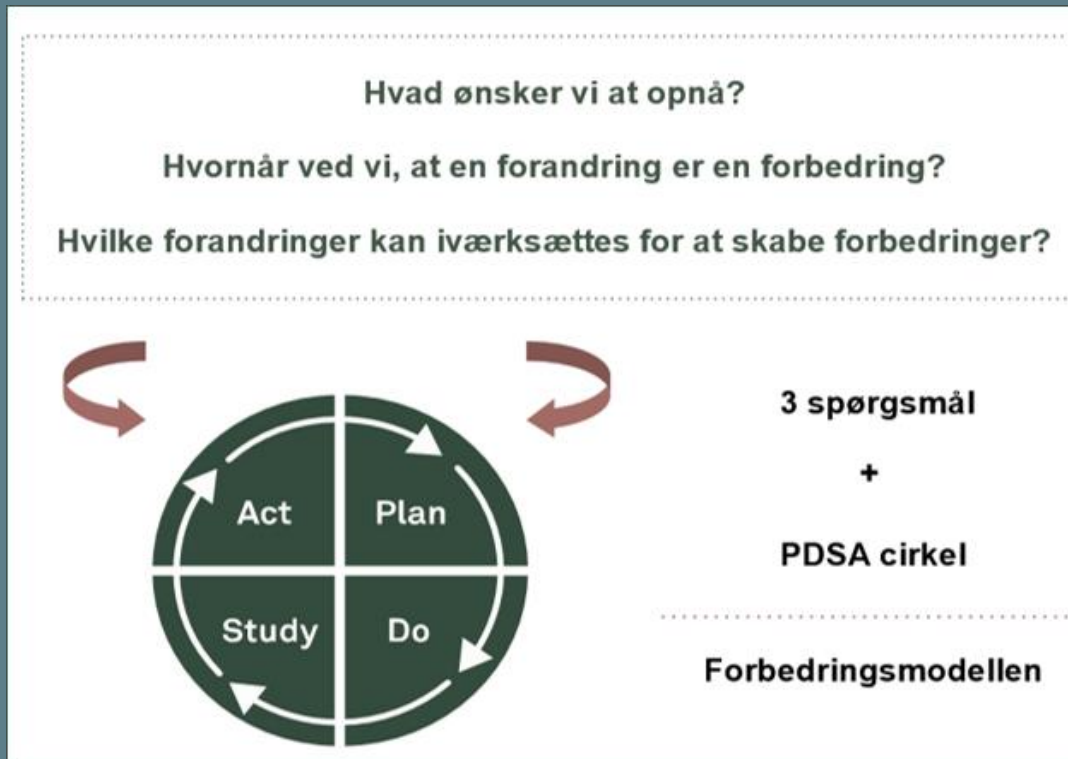 Hvad ønsker vi at opnå?
Hvornår ved vi, at en forandring er en forbedring?
Hvilke forandringer kan iværksættes for at skabe forbedringer?
Act
Plan
Study
Do
3 spørgsmål
+
PDSA cirkel
Forbedringsmodellen